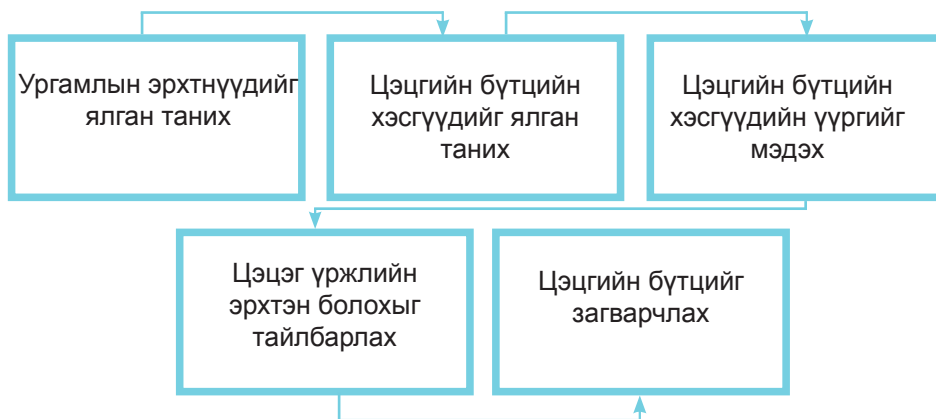 Ургамлын эрхтнүүдийг
ялган таних
Цэцгийн бүтцийн
хэсгүүдийг ялган
таних
Цэцгийн бүтцийн
хэсгүүдийн үүргийг
мэдэх
Цэцэг үржлийн
эрхтэн болохыг
тайлбарлах
Цэцгийн бүтцийг
загварчлах